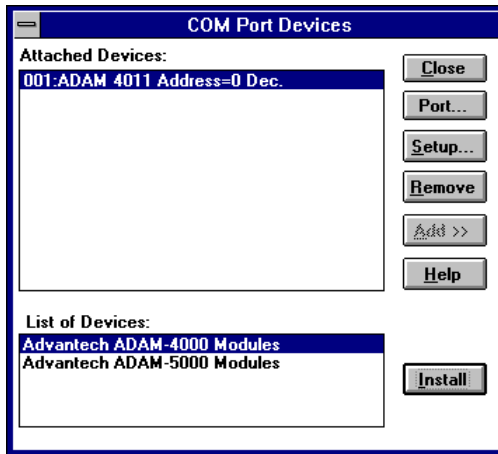 COM Port Devices
Attached Devices:
001:ADAM 4011 Address=0 Dec.
Close
Port...
Setup...
Remove
Add >>
Help
List of Devices:
Advantech ADAM-4000 Modules
Advantech ADAM-5000 Modules
Install